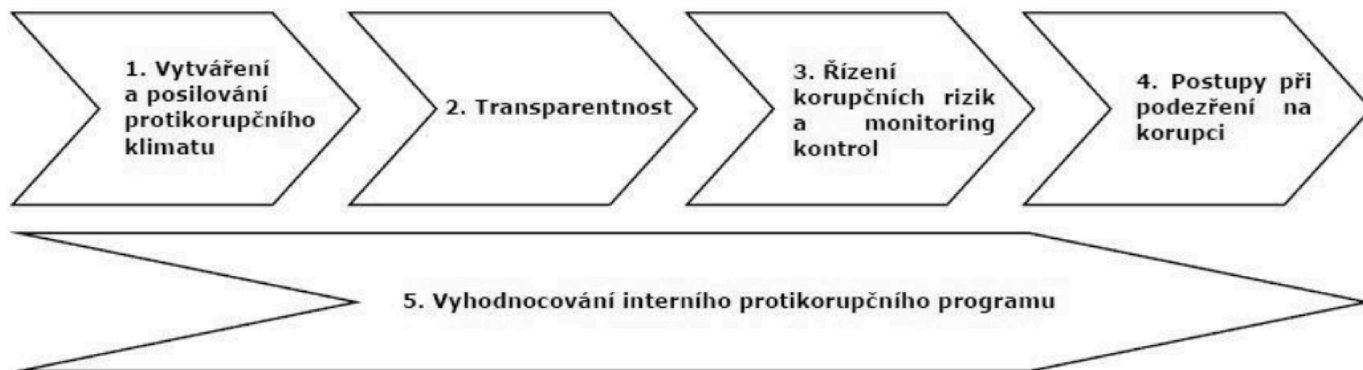 1. Vytváření
a posilování
protikorupčního
klimatu
2. Transparentnost
3. Řízení
korupčních rizik
a monitoring
kontrol
4. Postupy při
podezření na
korupci
5. Vyhodnocování interního protikorupčního programu